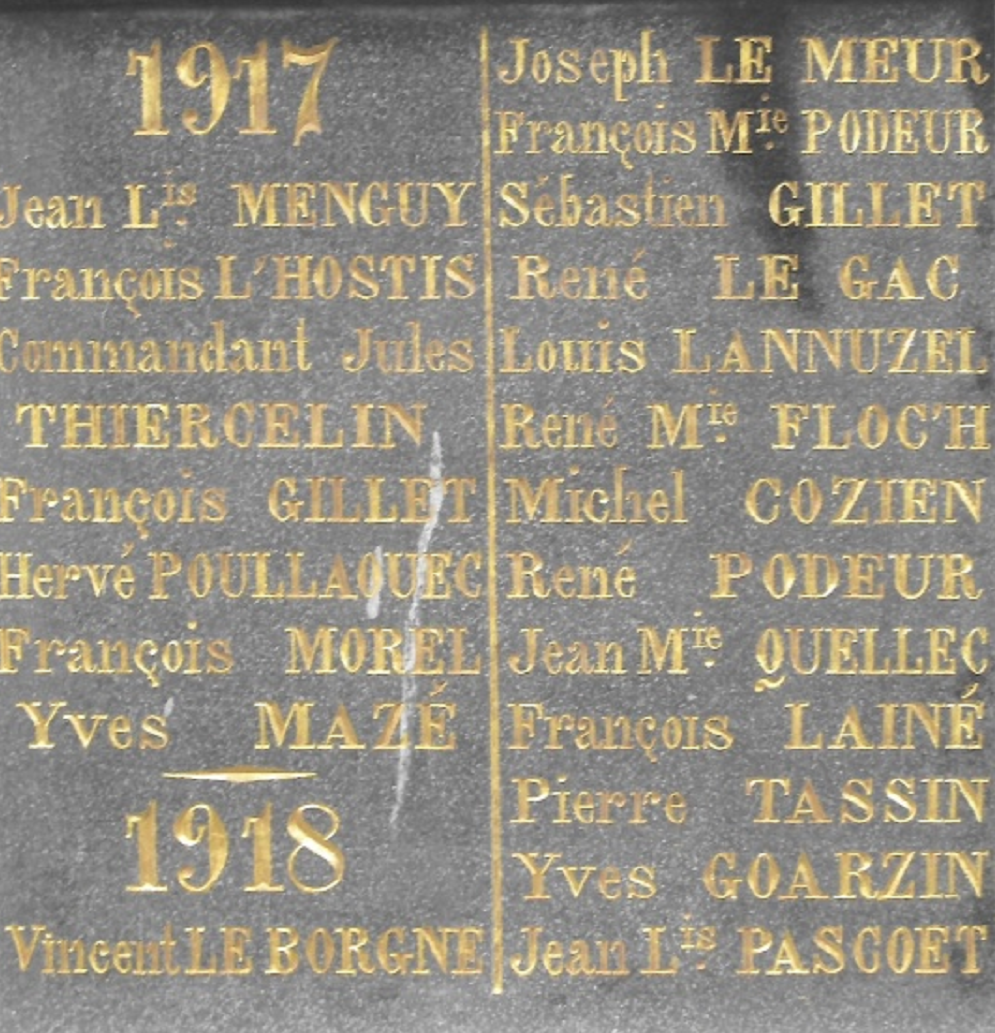 1917
Jean Lis. MENGUY
François L'HOSTIS
Commandant Jules
THIERCELIN
François GILLET
Hervé POULLAOUEC
François MOREL
Yves MAZÉ
1918
Vincent LE BORGNE
Joseph LE MEUR
François Mie. PODEUR
Sébastien GILLET
René LE GAC
Louis LANNUZEL
René Mie. FLOC'H
Michel COZIEN
René PODEUR
Jean Mie. QUELLEC
François LAINÉ
Pierre TASSIN
Yves GOARZIN
Jean Lis. PASCOET